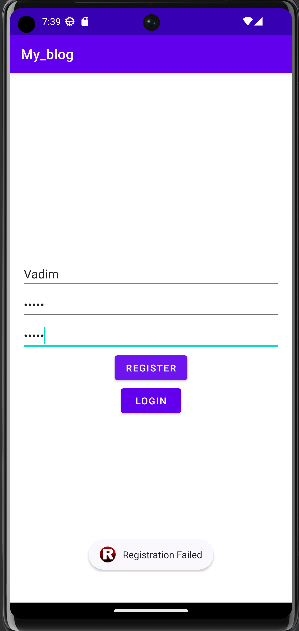 7:39
My_blog
Vadim
•••••
•••••
REGISTER
LOGIN
R Registration Failed